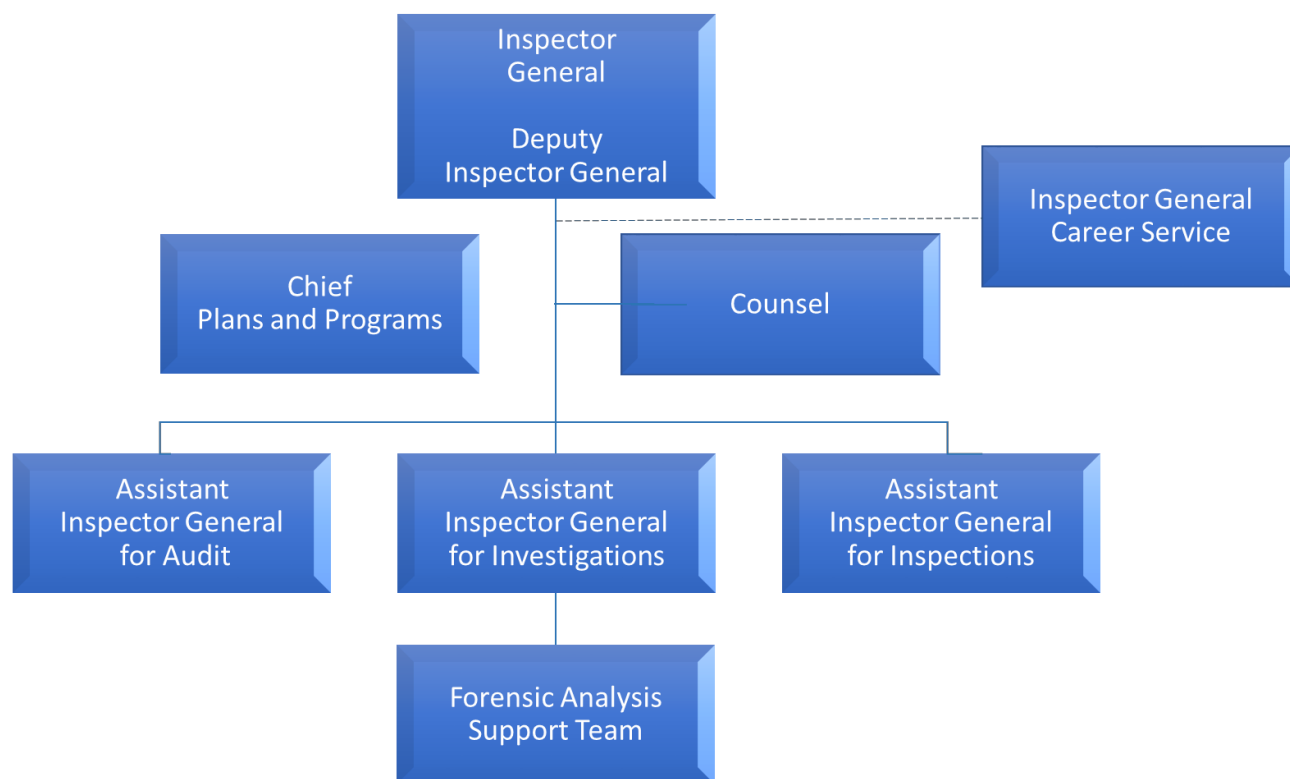 Inspector
General
Deputy
Inspector General
Inspector General
Career Service
Chief
Plans and Programs
Counsel
Assistant
Inspector General
for Audit
Assistant
Inspector General
for Investigations
Assistant
Inspector General
for Inspections
Forensic Analysis
Support Team